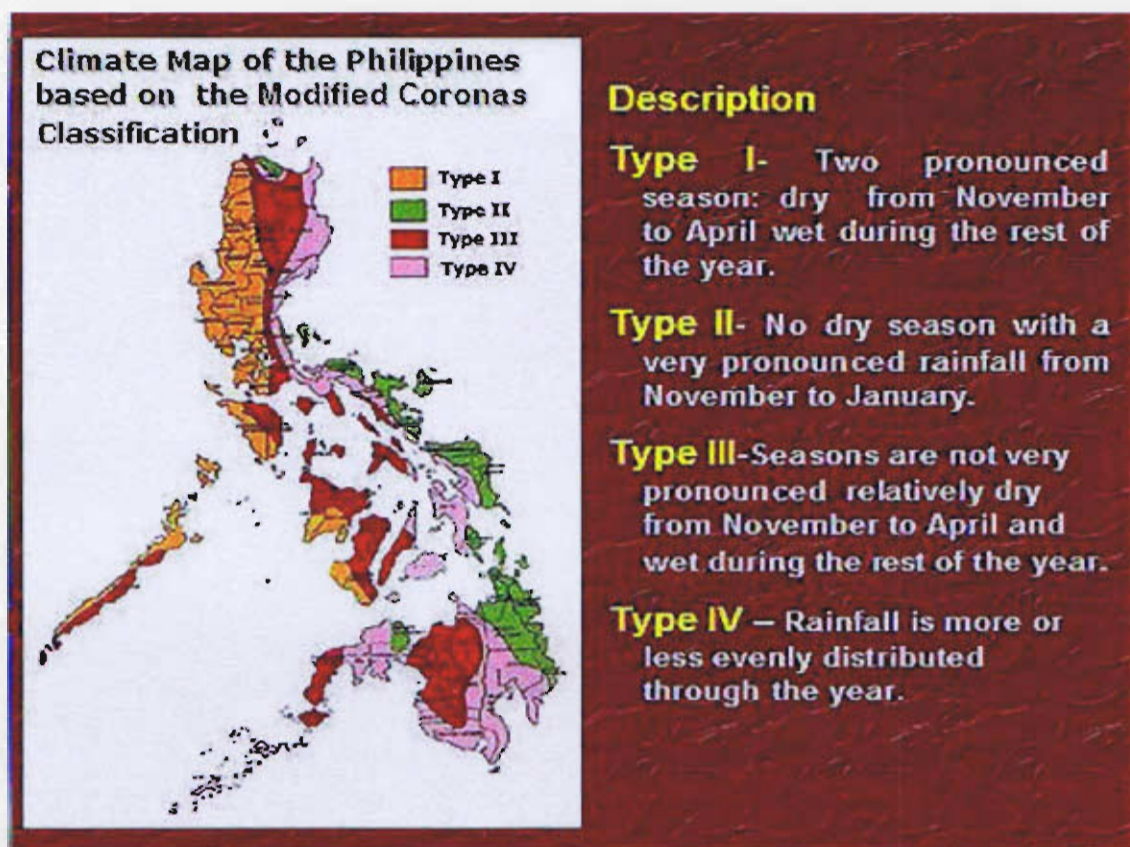 Climate Map of the Philippines
based on the Modified Coronas
Classification
Type I
Type II
Type III
Type IV
Description
Type I- Two pronounced
season: dry from November
to April wet during the rest of
the year.
Type II- No dry season with a
very pronounced rainfall from
November to January.
Type III-Seasons are not very
pronounced relatively dry
from November to April and
wet during the rest of the year.
Type IV – Rainfall is more or
less evenly distributed
through the year.